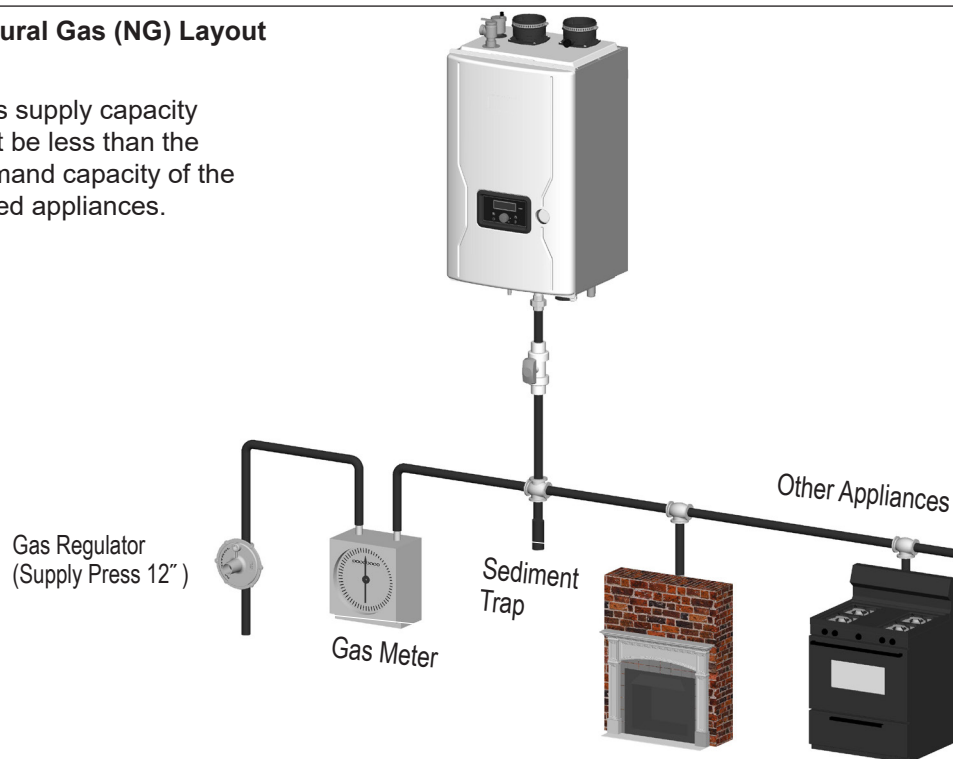 ural Gas (NG) Layout
s supply capacity
t be less than the
mand capacity of the
ed appliances.
Other Appliances
Gas Regulator
(Supply Press 12˝ )
Sediment
Trap
Gas Meter